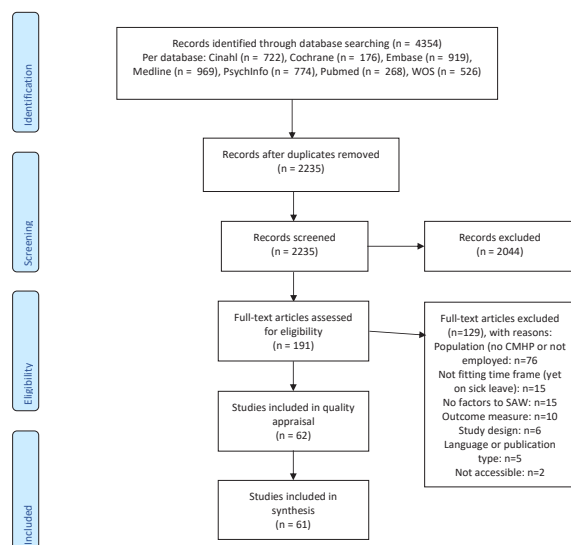 Identification
Records identified through database searching (n = 4354)
Per database: Cinahl (n = 722), Cochrane (n = 176), Embase (n = 919),
Medline (n = 969), PsychInfo (n = 774), Pubmed (n = 268), WOS (n = 526)
Records after duplicates removed
(n = 2235)
Screening
Records screened
(n = 2235)
Records excluded
(n = 2044)
Eligibility
Full-text articles assessed
for eligibility
(n = 191)
Full-text articles excluded
(n=129), with reasons:
Population (no CMHP or not
employed: n=76
Not fitting time frame (yet
on sick leave): n=15
No factors to SAW: n=15
Outcome measure: n=10
Study design: n=6
Language or publication
type: n=5
Not accessible: n=2
Studies included in quality
appraisal
(n = 62)
Included
Studies included in
synthesis
(n = 61)